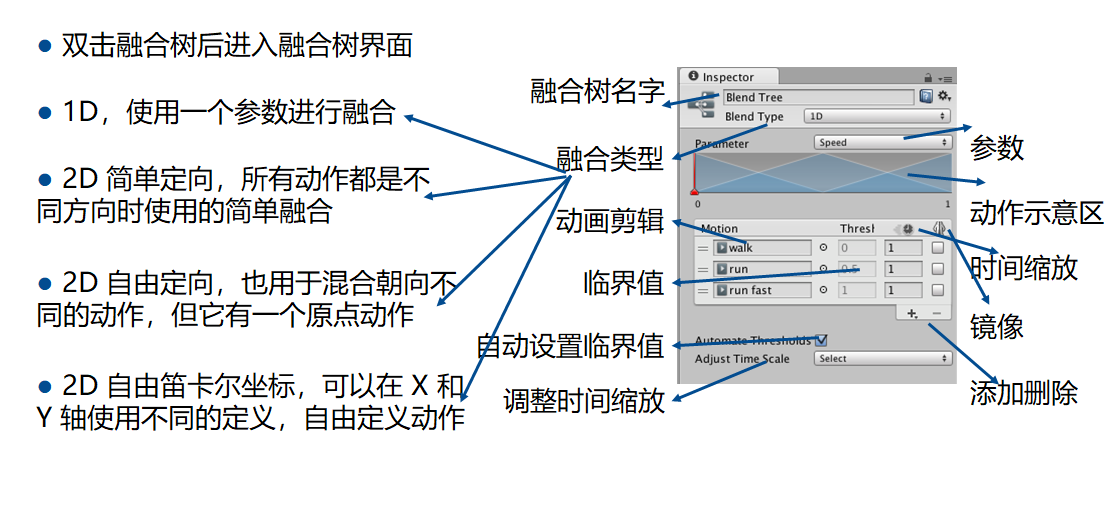 双击融合树后进入融合树界面
1D，使用一个参数进行融合
2D 简单定向，所有动作都是不
同方向时使用的简单融合
2D 自由定向，也用于混合朝向不
同的动作，但它有一个原点动作
2D 自由笛卡尔坐标，可以在 X 和
Y 轴使用不同的定义，自由定义动作
融合树名字
融合类型
动画剪辑
临界值
自动设置临界值
调整时间缩放
Inspector
Blend Tree
Blend Type 1D
Parameter Speed
0 1
Motion Thresh
walk 0 1
run 0.5 1
run fast 1 1
Automate Thresholds
Adjust Time Scale Select
参数
动作示意区
时间缩放
镜像
添加删除